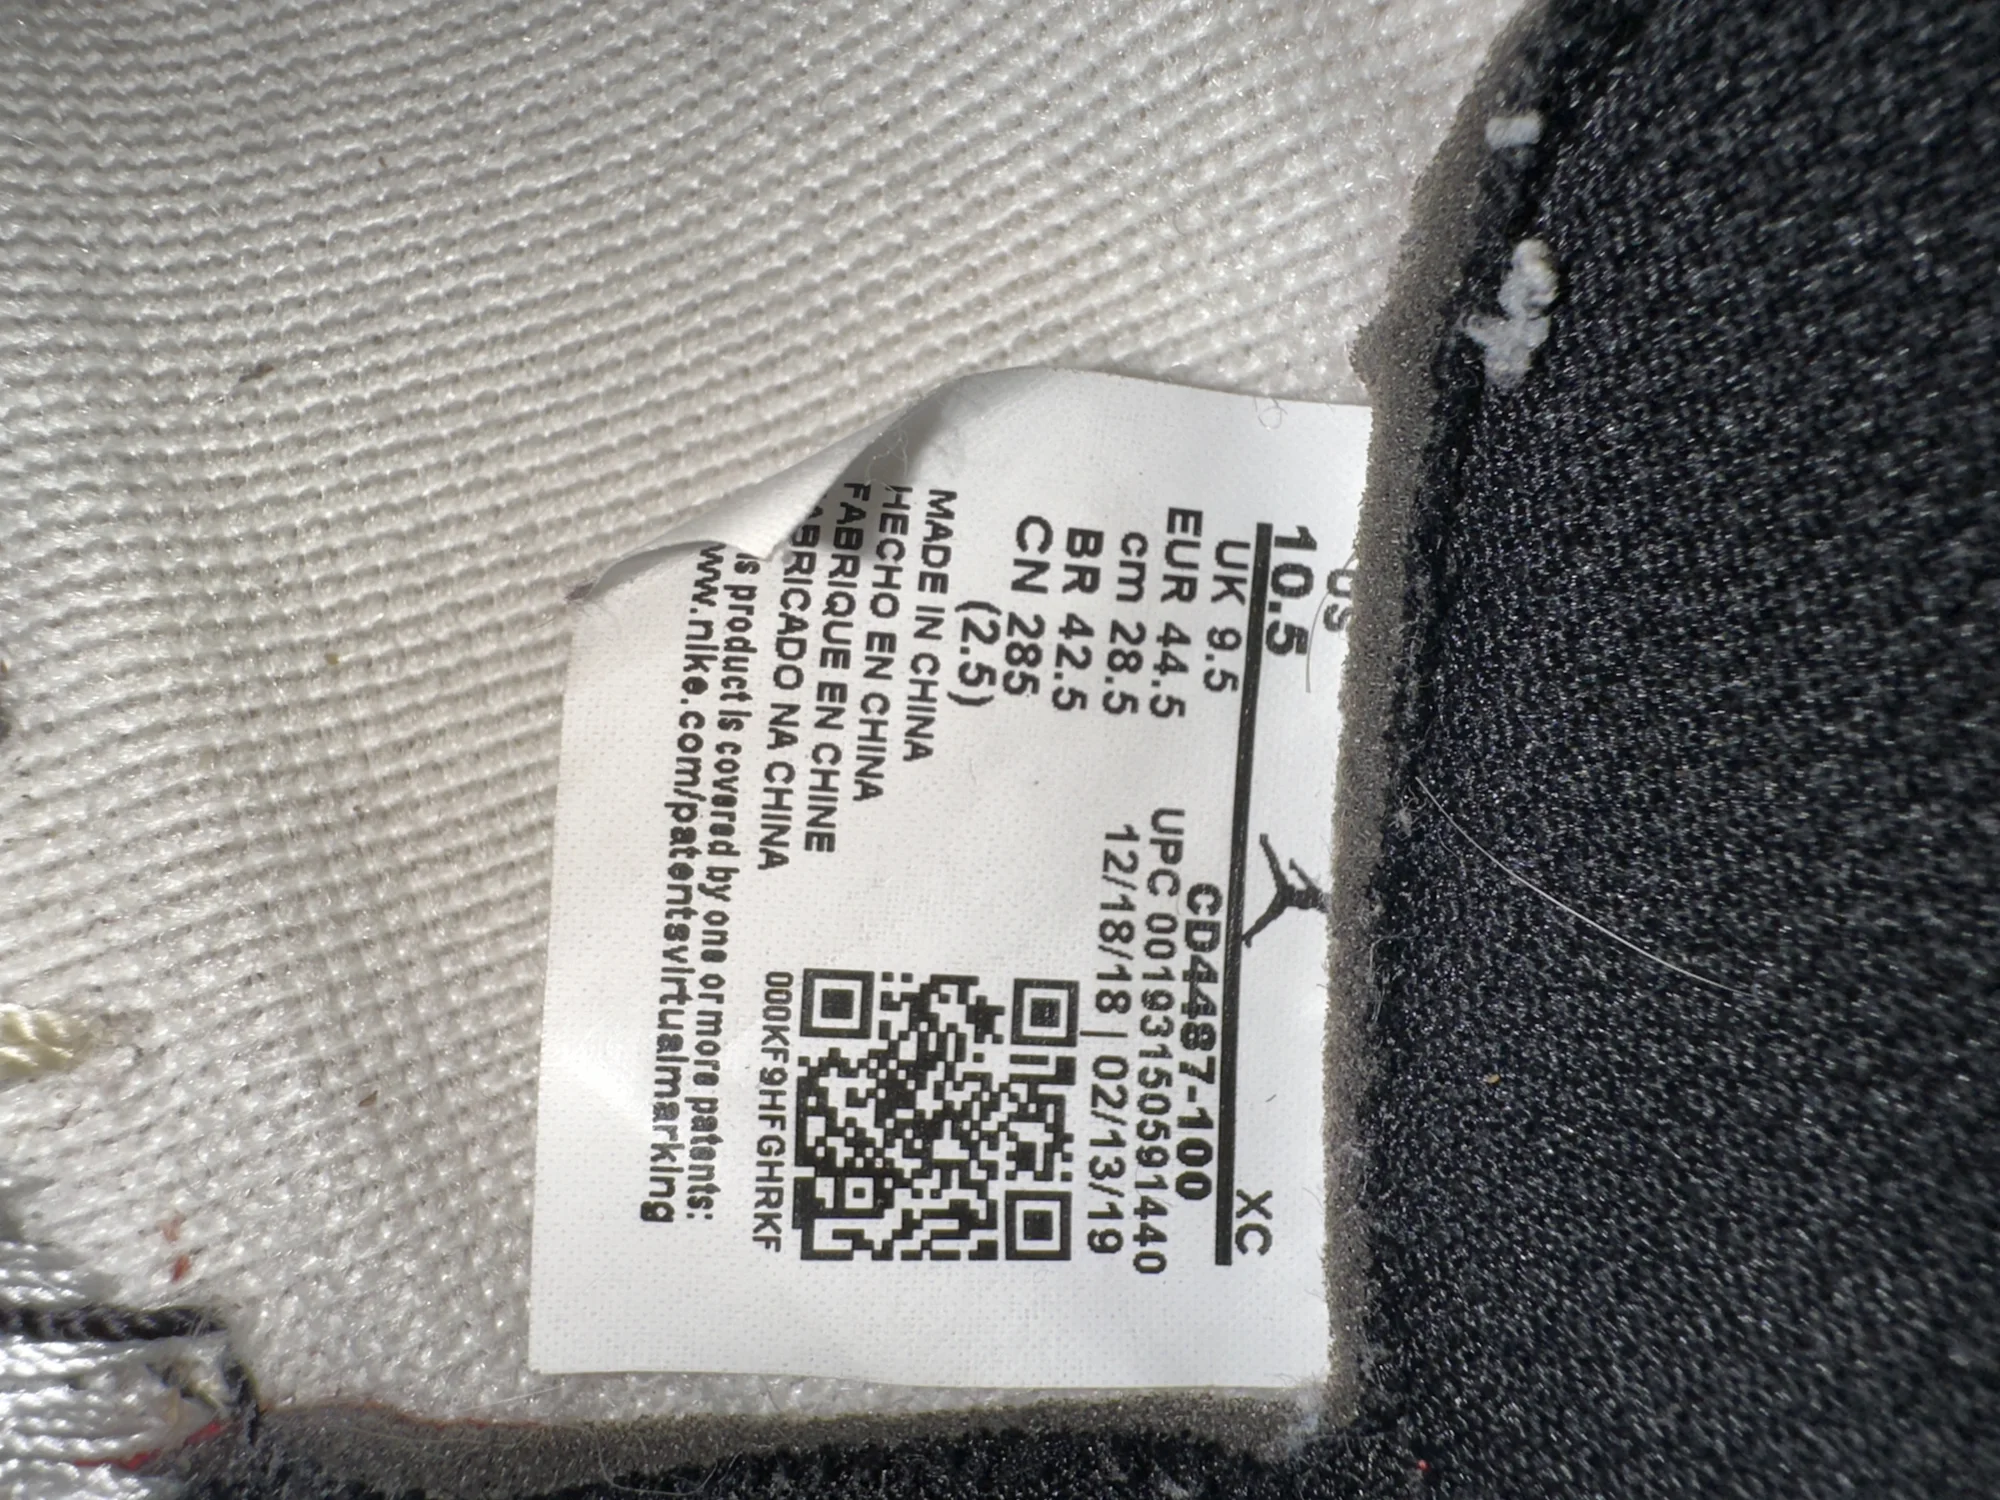 US
10.5
XC
UK 9.5
EUR 44.5
cm 28.5
BR 42.5
CN 285
(2.5)
CD4487-100
UPC 00193150591440
12/18/18 | 02/13/19
MADE IN CHINA
HECHO EN CHINA
FABRIQUE EN CHINE
FABRICADO NA CHINA
000KF9HFGHRKF
product is covered by one or more patents:
www.nike.com/patentsvirtualmarking